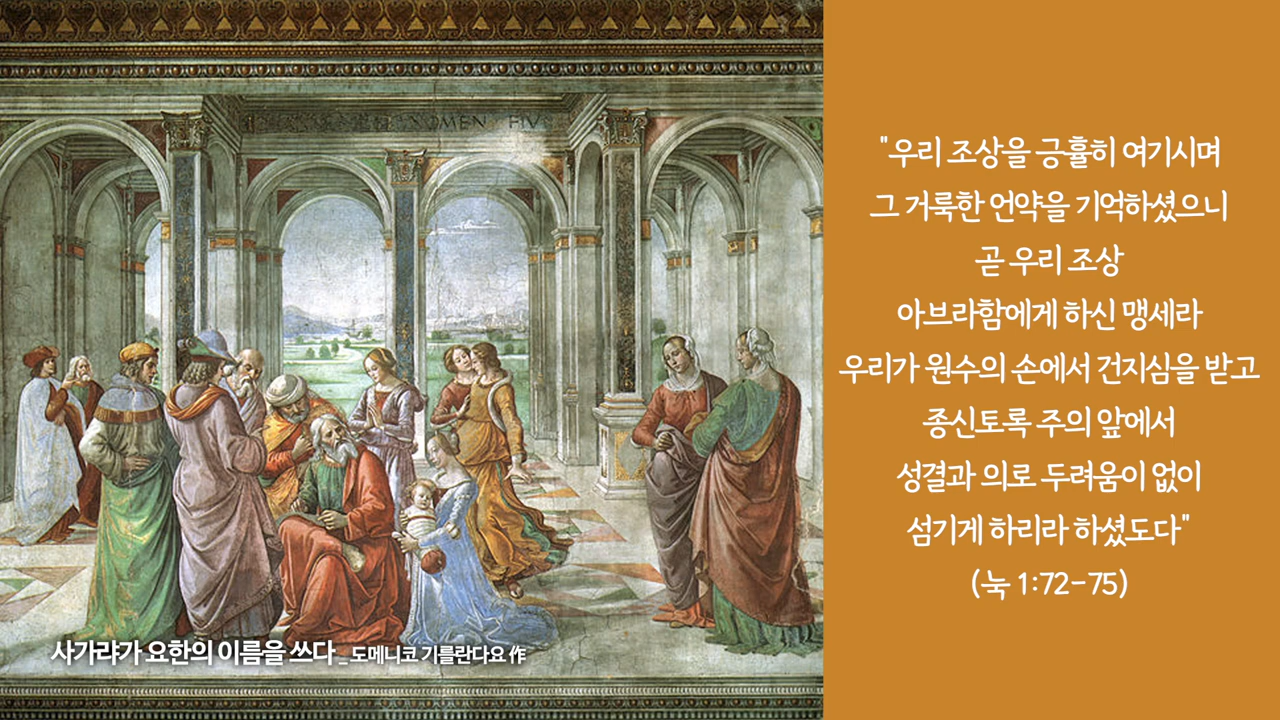 "우리 조상을 긍휼히 여기시며
그 거룩한 언약을 기억하셨으니
곧 우리 조상
아브라함에게 하신 맹세라
우리가 원수의 손에서 건지심을 받고
종신토록 주의 앞에서
성결과 의로 두려움이 없이
섬기게 하리라 하셨도다"
(눅 1:72-75)
사가랴가 요한의 이름을 쓰다 _ 도메니코 기를란다요 作